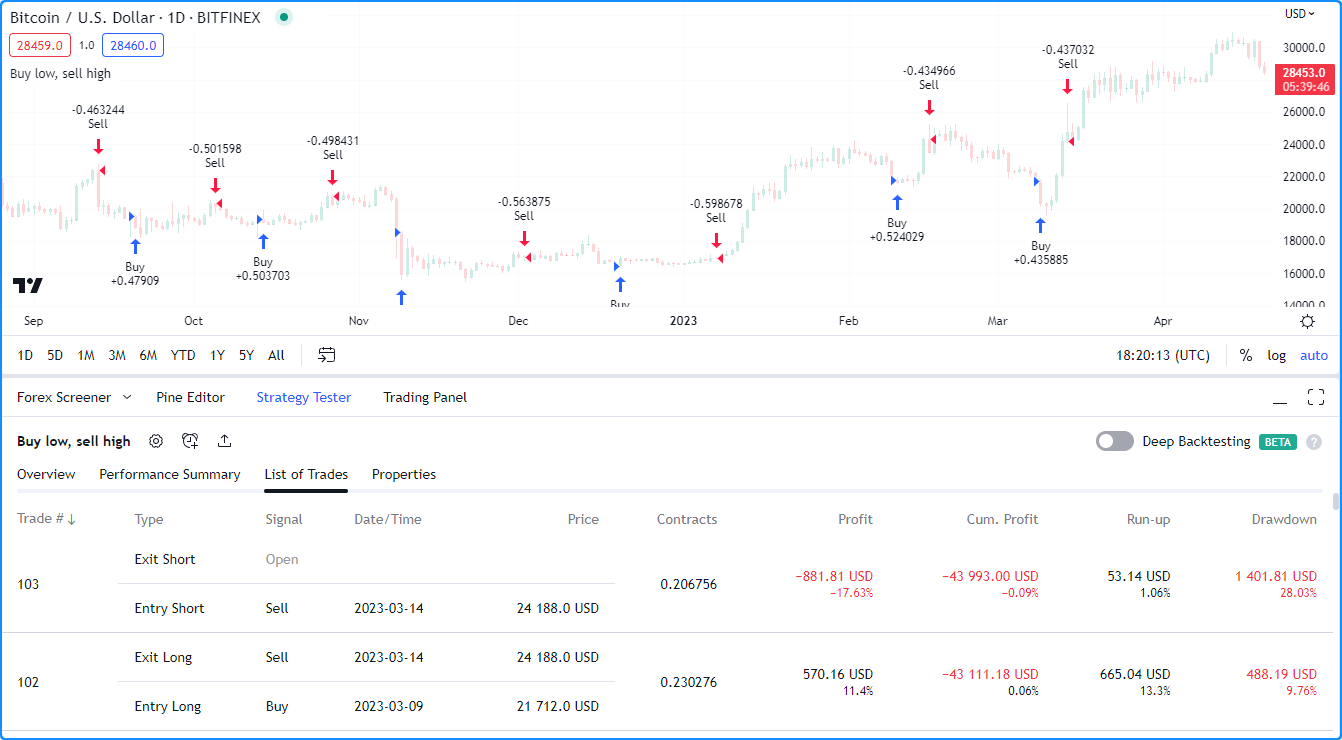 Bitcoin / U.S. Dollar · 1D · BITFINEX
USD
28459.0 1.0 28460.0
Buy low, sell high
30000.0
28453.0
05:39:46
26000.0
24000.0
22000.0
20000.0
18000.0
16000.0
14000.0
-0.463244
Sell
-0.501598
Sell
-0.498431
Sell
-0.563875
Sell
-0.598678
Sell
-0.434966
Sell
-0.437032
Sell
Buy
+0.47909
Buy
+0.503703
Buy
Buy
+0.524029
Buy
+0.435885
Sep Oct Nov Dec 2023 Feb Mar Apr
1D 5D 1M 3M 6M YTD 1Y 5Y All 18:20:13 (UTC) % log auto
Forex Screener Pine Editor Strategy Tester Trading Panel
Buy low, sell high Deep Backtesting BETA ?
Overview Performance Summary List of Trades Properties
Trade # ↓ Type Signal Date/Time Price Contracts Profit Cum. Profit Run-up Drawdown
Exit Short Open
103 0.206756 −881.81 USD −43 993.00 USD 53.14 USD 1 401.81 USD
−17.63% −0.09% 1.06% 28.03%
Entry Short Sell 2023-03-14 24 188.0 USD
Exit Long Sell 2023-03-14 24 188.0 USD
102 0.230276 570.16 USD −43 111.18 USD 665.04 USD 488.19 USD
11.4% 0.06% 13.3% 9.76%
Entry Long Buy 2023-03-09 21 712.0 USD